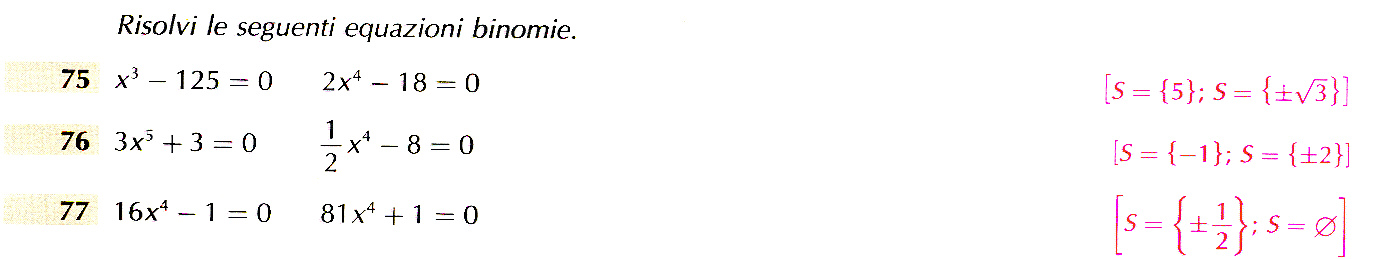 Risolvi le seguenti equazioni binomie.
75 x³ − 125 = 0 2x⁴ − 18 = 0 [S = {5}; S = {±√3}]
76 3x⁵ + 3 = 0 1/2 x⁴ − 8 = 0 [S = {−1}; S = {±2}]
77 16x⁴ − 1 = 0 81x⁴ + 1 = 0 [S = {±1/2}; S = ∅]